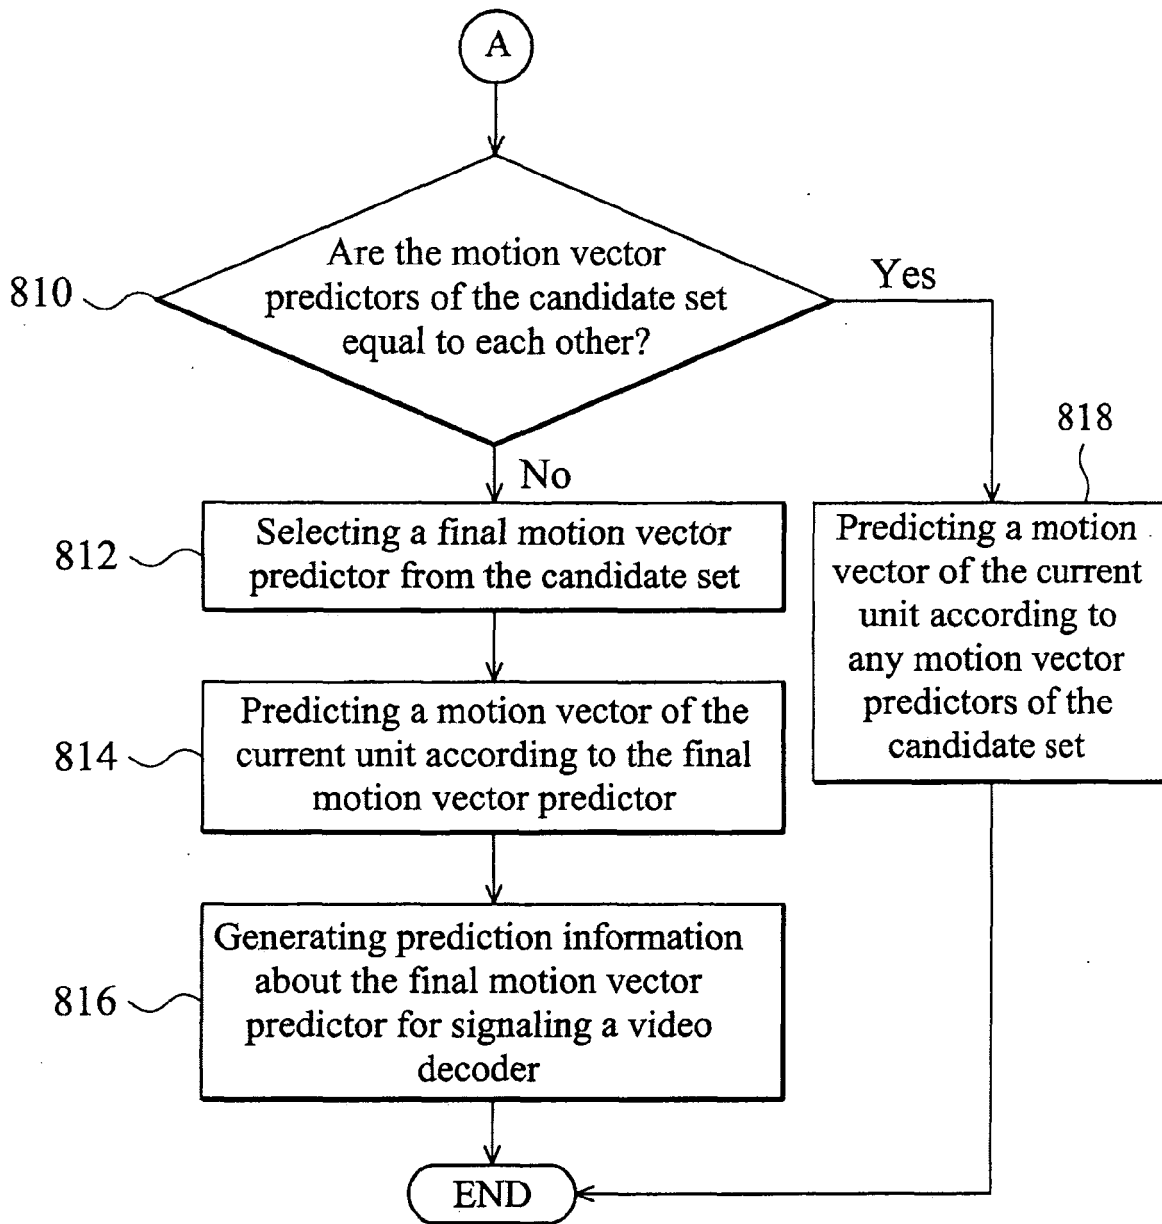 A
Are the motion vector
predictors of the candidate set
equal to each other?
810
Yes
No
818
Predicting a motion
vector of the current
unit according to
any motion vector
predictors of the
candidate set
812
Selecting a final motion vector
predictor from the candidate set
814
Predicting a motion vector of the
current unit according to the final
motion vector predictor
816
Generating prediction information
about the final motion vector
predictor for signaling a video
decoder
END